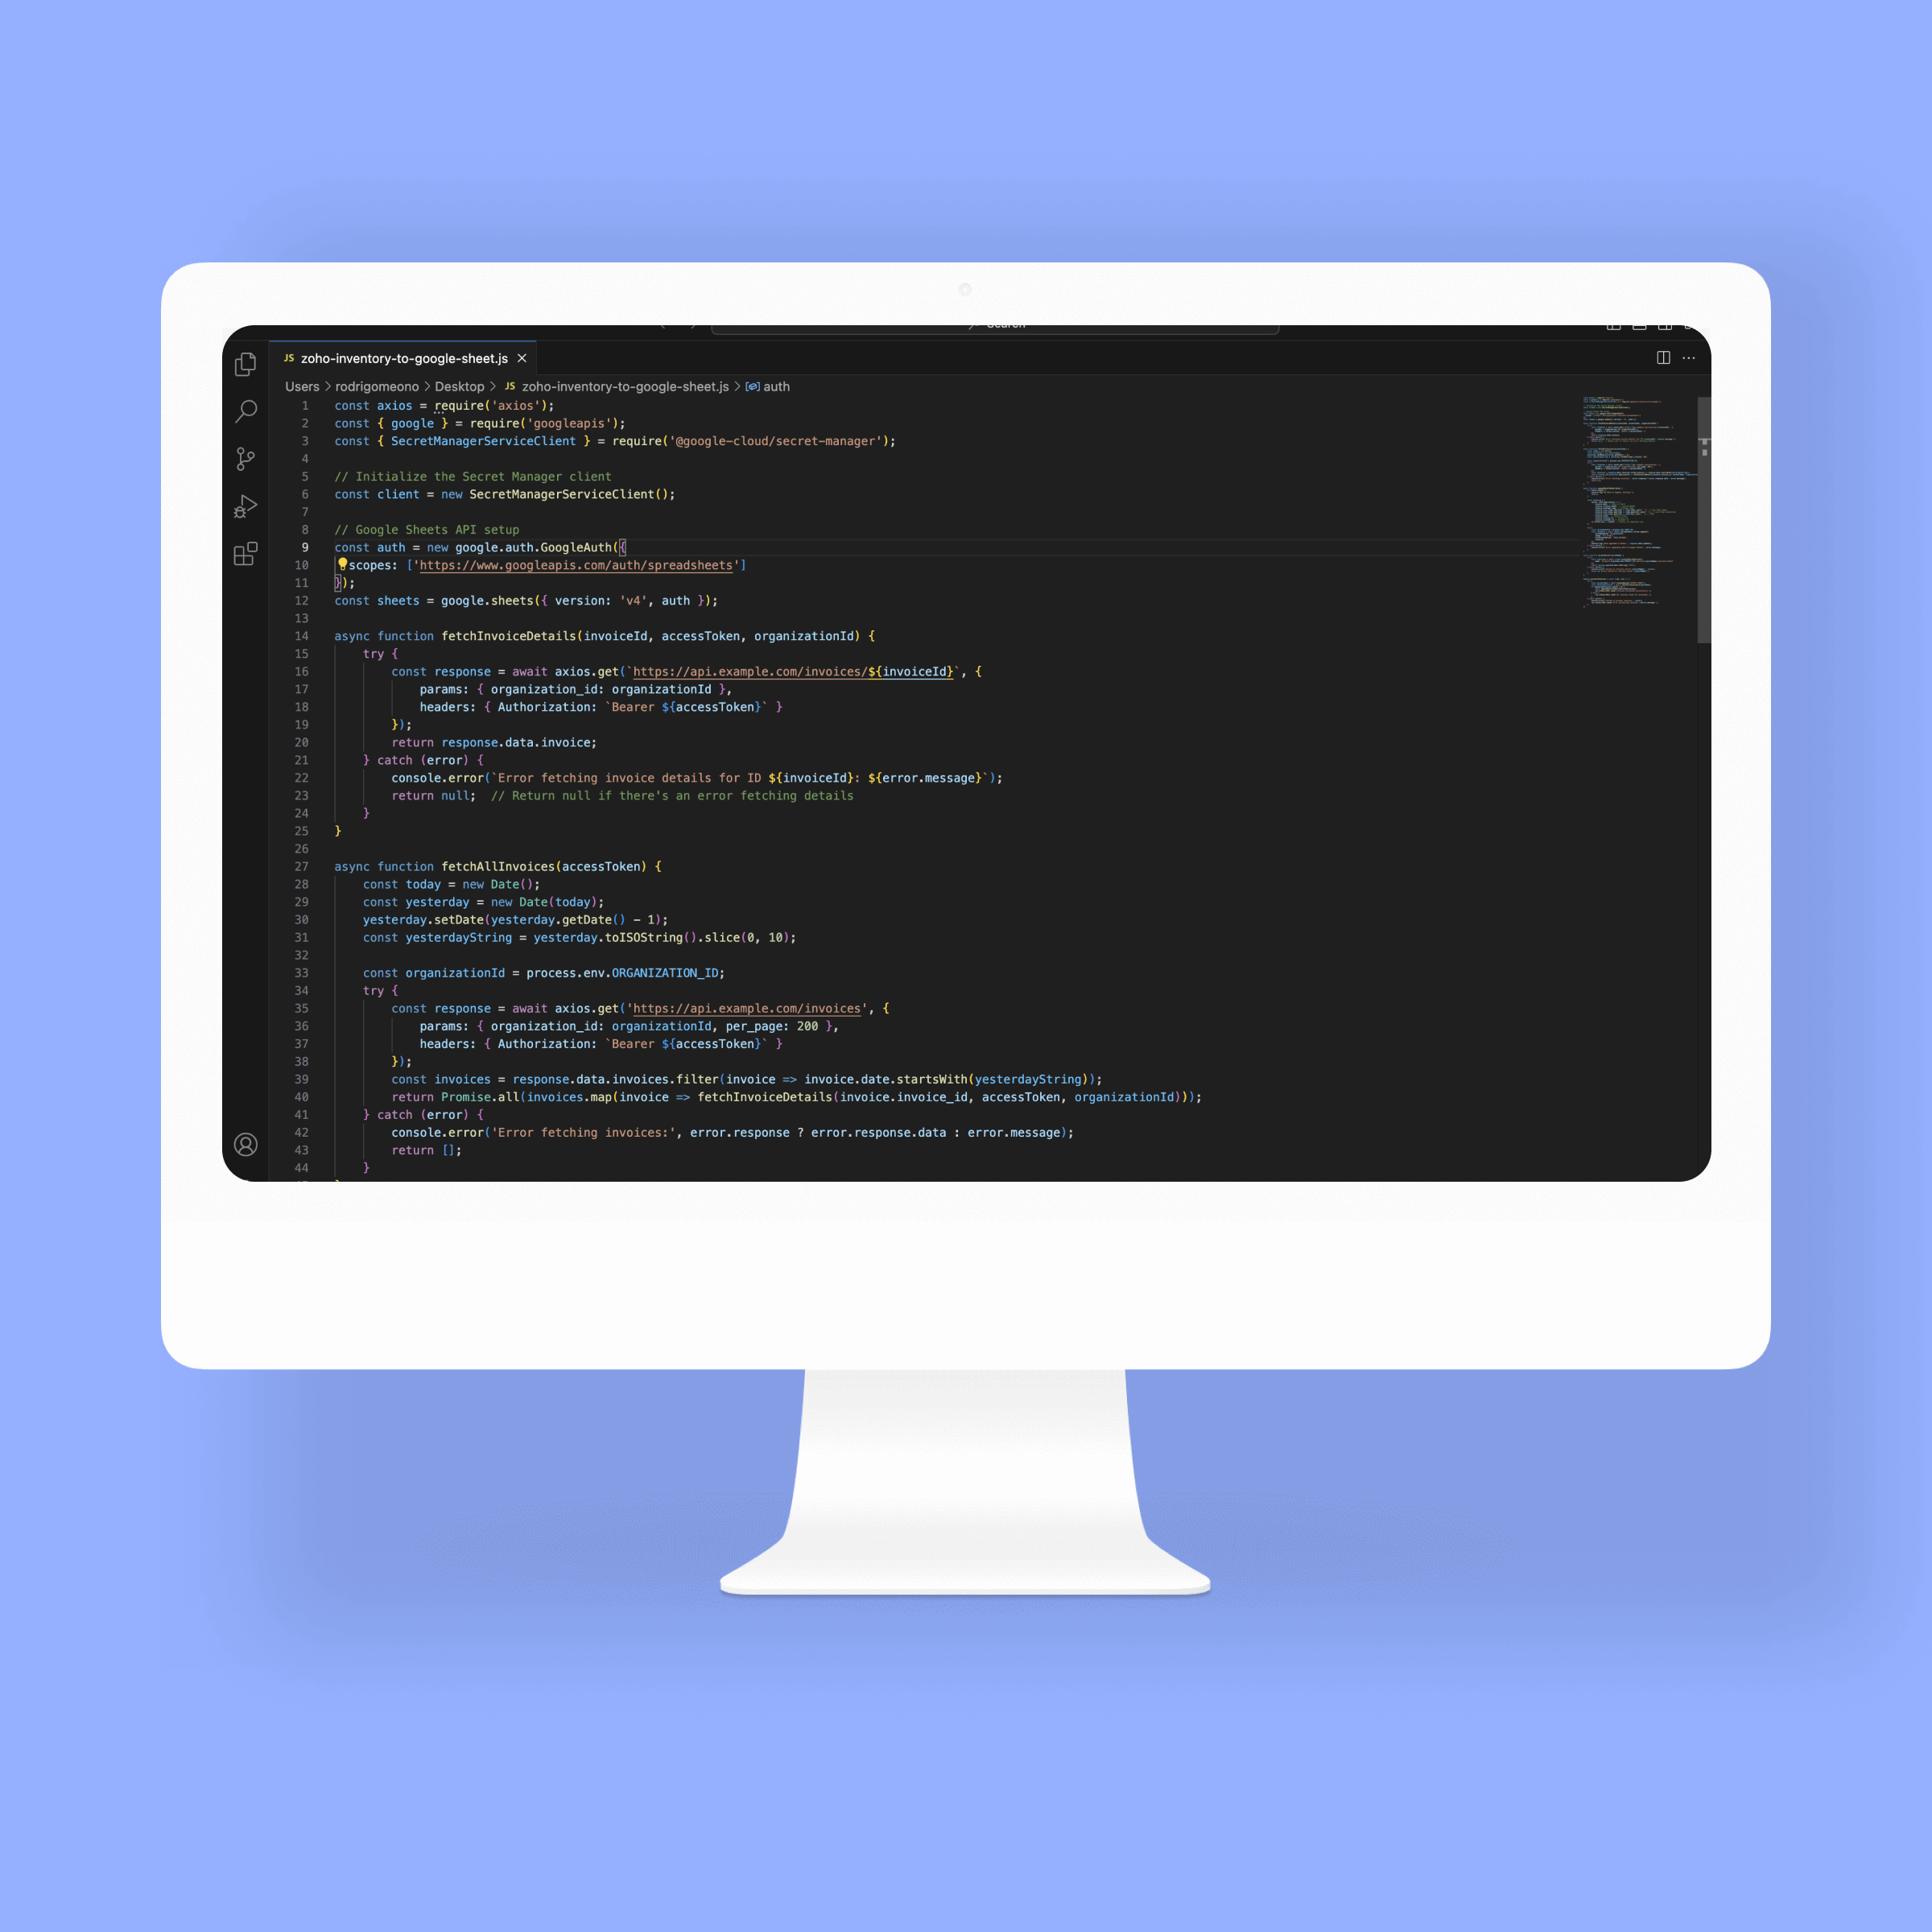 Search
JS zoho-inventory-to-google-sheet.js
Users > rodrigomeono > Desktop > JS zoho-inventory-to-google-sheet.js > auth
1 const axios = require('axios');
2 const { google } = require('googleapis');
3 const { SecretManagerServiceClient } = require('@google-cloud/secret-manager');
4
5 // Initialize the Secret Manager client
6 const client = new SecretManagerServiceClient();
7
8 // Google Sheets API setup
9 const auth = new google.auth.GoogleAuth({
10 scopes: ['https://www.googleapis.com/auth/spreadsheets']
11 });
12 const sheets = google.sheets({ version: 'v4', auth });
13
14 async function fetchInvoiceDetails(invoiceId, accessToken, organizationId) {
15 try {
16 const response = await axios.get(`https://api.example.com/invoices/${invoiceId}`, {
17 params: { organization_id: organizationId },
18 headers: { Authorization: `Bearer ${accessToken}` }
19 });
20 return response.data.invoice;
21 } catch (error) {
22 console.error(`Error fetching invoice details for ID ${invoiceId}: ${error.message}`);
23 return null; // Return null if there's an error fetching details
24 }
25 }
26
27 async function fetchAllInvoices(accessToken) {
28 const today = new Date();
29 const yesterday = new Date(today);
30 yesterday.setDate(yesterday.getDate() - 1);
31 const yesterdayString = yesterday.toISOString().slice(0, 10);
32
33 const organizationId = process.env.ORGANIZATION_ID;
34 try {
35 const response = await axios.get('https://api.example.com/invoices', {
36 params: { organization_id: organizationId, per_page: 200 },
37 headers: { Authorization: `Bearer ${accessToken}` }
38 });
39 const invoices = response.data.invoices.filter(invoice => invoice.date.startsWith(yesterdayString));
40 return Promise.all(invoices.map(invoice => fetchInvoiceDetails(invoice.invoice_id, accessToken, organizationId)));
41 } catch (error) {
42 console.error('Error fetching invoices:', error.response ? error.response.data : error.message);
43 return [];
44 }